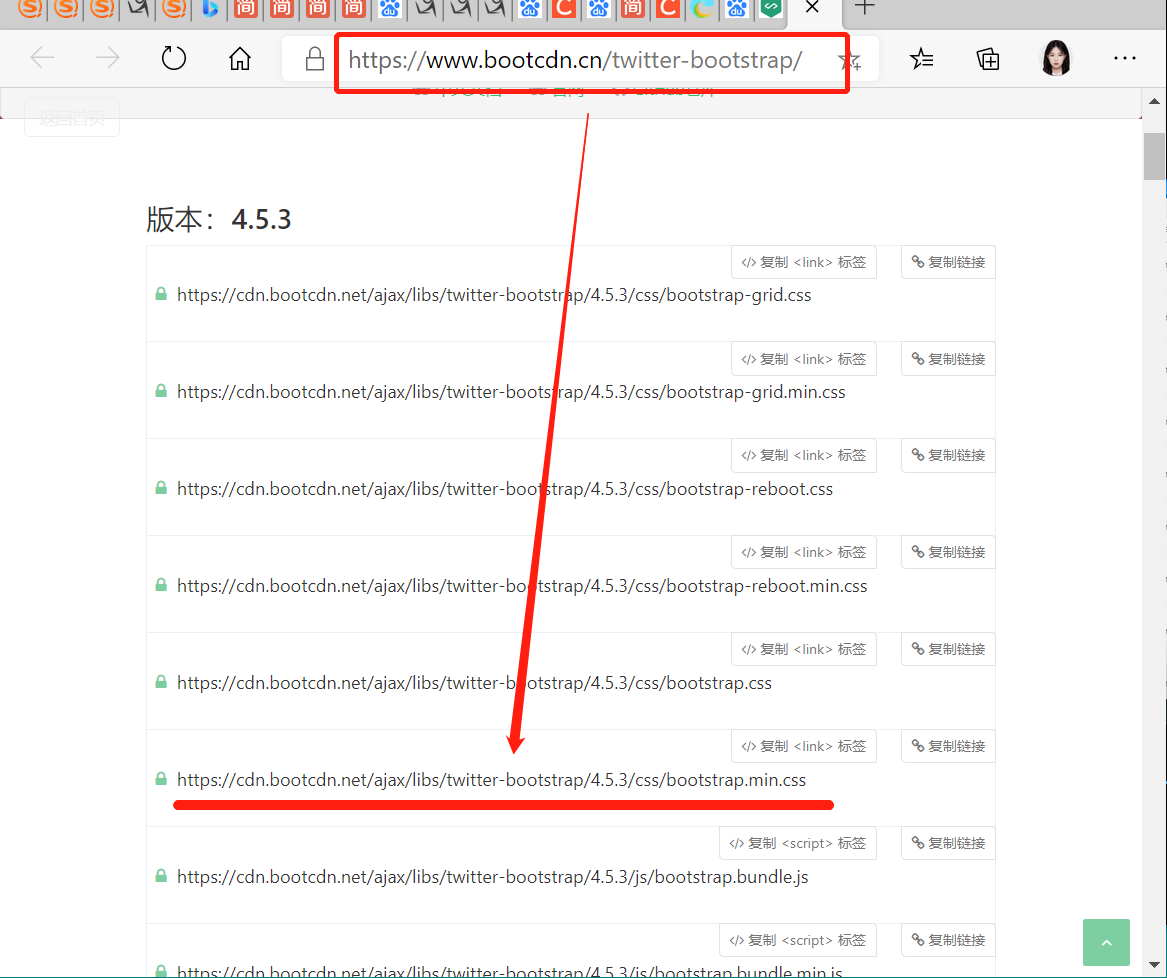 https://www.bootcdn.cn/twitter-bootstrap/
返回首页
版本：4.5.3
</> 复制 <link> 标签 复制链接
https://cdn.bootcdn.net/ajax/libs/twitter-bootstrap/4.5.3/css/bootstrap-grid.css
</> 复制 <link> 标签 复制链接
https://cdn.bootcdn.net/ajax/libs/twitter-bootstrap/4.5.3/css/bootstrap-grid.min.css
</> 复制 <link> 标签 复制链接
https://cdn.bootcdn.net/ajax/libs/twitter-bootstrap/4.5.3/css/bootstrap-reboot.css
</> 复制 <link> 标签 复制链接
https://cdn.bootcdn.net/ajax/libs/twitter-bootstrap/4.5.3/css/bootstrap-reboot.min.css
</> 复制 <link> 标签 复制链接
https://cdn.bootcdn.net/ajax/libs/twitter-bootstrap/4.5.3/css/bootstrap.css
</> 复制 <link> 标签 复制链接
https://cdn.bootcdn.net/ajax/libs/twitter-bootstrap/4.5.3/css/bootstrap.min.css
</> 复制 <script> 标签 复制链接
https://cdn.bootcdn.net/ajax/libs/twitter-bootstrap/4.5.3/js/bootstrap.bundle.js
</> 复制 <script> 标签 复制链接
https://cdn.bootcdn.net/ajax/libs/twitter-bootstrap/4.5.3/js/bootstrap.bundle.min.js